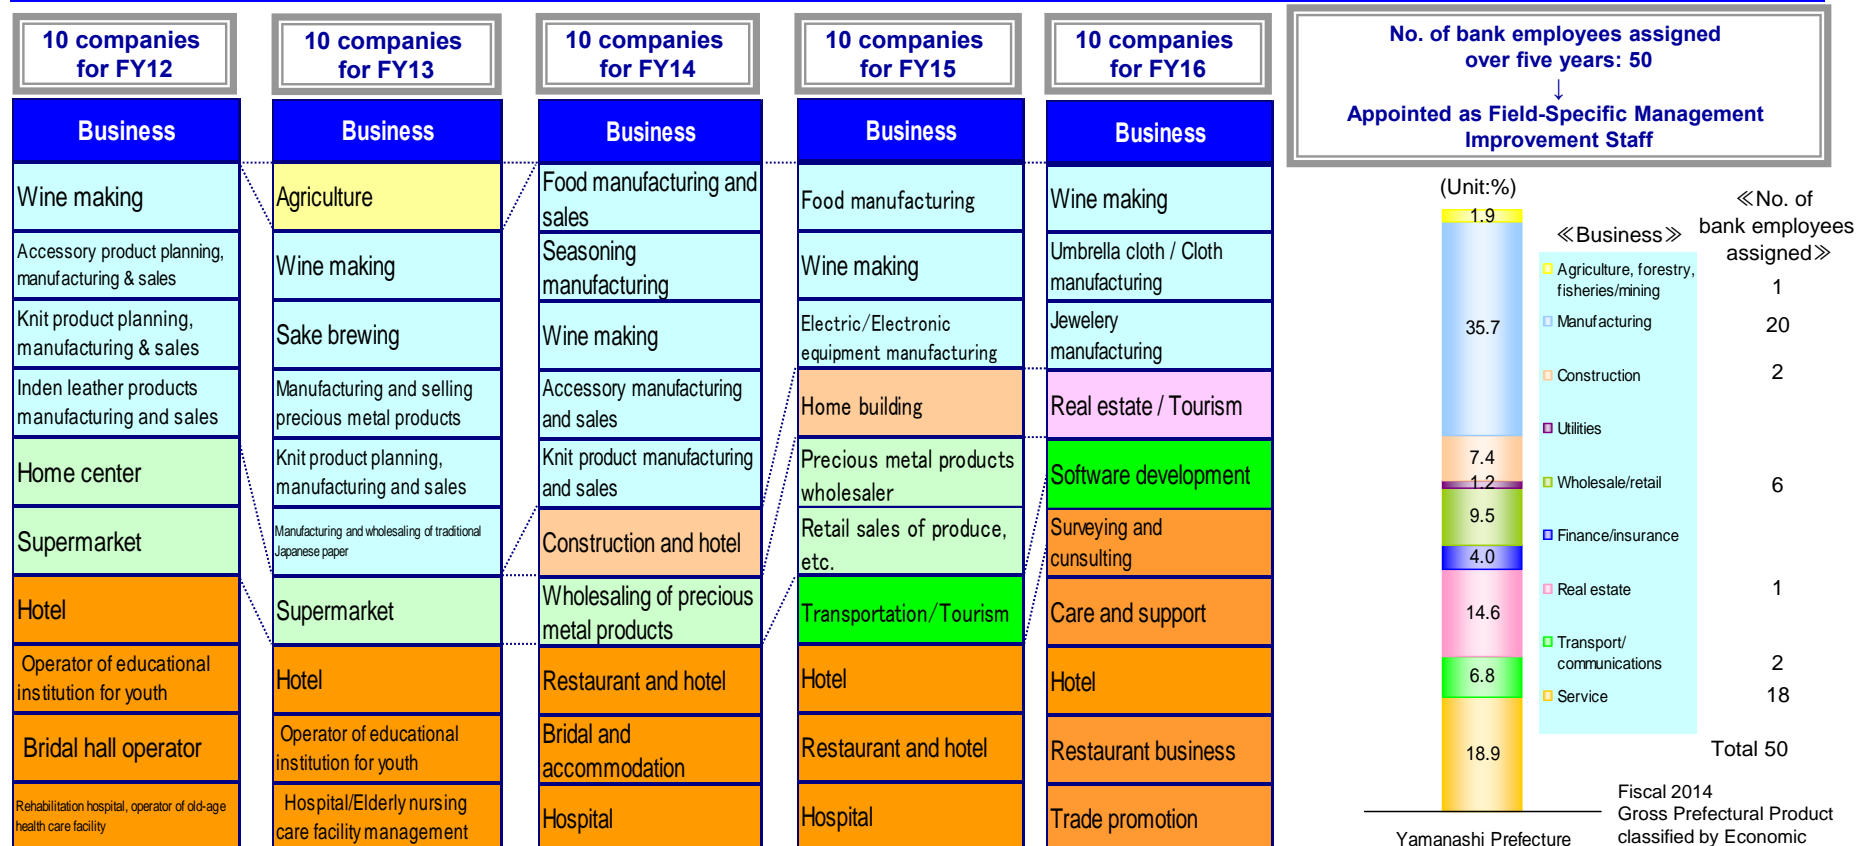 10 companies
for FY12
Business
Wine making
Accessory product planning,
manufacturing & sales
Knit product planning,
manufacturing & sales
Inden leather products
manufacturing and sales
Home center
Supermarket
Hotel
Operator of educational
institution for youth
Bridal hall operator
Rehabilitation hospital, operator of old-age
health care facility
10 companies
for FY13
Business
Agriculture
Wine making
Sake brewing
Manufacturing and selling
precious metal products
Knit product planning,
manufacturing and sales
Manufacturing and wholesaling of traditional
Japanese paper
Supermarket
Hotel
Operator of educational
institution for youth
Hospital/Elderly nursing
care facility management
10 companies
for FY14
Business
Food manufacturing and
sales
Seasoning
manufacturing
Wine making
Accessory manufacturing
and sales
Knit product manufacturing
and sales
Construction and hotel
Wholesaling of precious
metal products
Restaurant and hotel
Bridal and
accommodation
Hospital
10 companies
for FY15
Business
Food manufacturing
Wine making
Electric/Electronic
equipment manufacturing
Home building
Precious metal products
wholesaler
Retail sales of produce,
etc.
Transportation/Tourism
Hotel
Restaurant and hotel
Hospital
10 companies
for FY16
Business
Wine making
Umbrella cloth / Cloth
manufacturing
Jewelery
manufacturing
Real estate / Tourism
Software development
Surveying and
cunsulting
Care and support
Hotel
Restaurant business
Trade promotion
No. of bank employees assigned
over five years: 50
↓
Appointed as Field-Specific Management
Improvement Staff
(Unit:%)
1.9
35.7
7.4
1.2
9.5
4.0
14.6
6.8
18.9
Yamanashi Prefecture
≪Business≫
Agriculture, forestry,
fisheries/mining
Manufacturing
Construction
Utilities
Wholesale/retail
Finance/insurance
Real estate
Transport/
communications
Service
≪No. of
bank employees
assigned≫
1
20
2
6
1
2
18
Total 50
Fiscal 2014
Gross Prefectural Product
classified by Economic